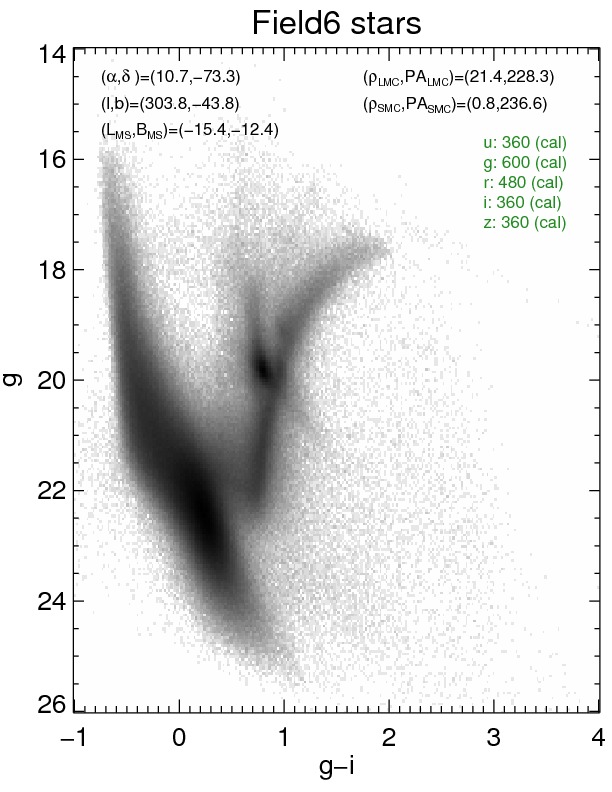 Field6 stars
(α,δ )=(10.7,−73.3)
(ρLMC,PALMC)=(21.4,228.3)
(l,b)=(303.8,−43.8)
(ρSMC,PASMC)=(0.8,236.6)
(LMS,BMS)=(−15.4,−12.4)
u: 360 (cal)
g: 600 (cal)
r: 480 (cal)
i: 360 (cal)
z: 360 (cal)
14
16
18
20
22
24
26
g
−1 0 1 2 3 4
g−i